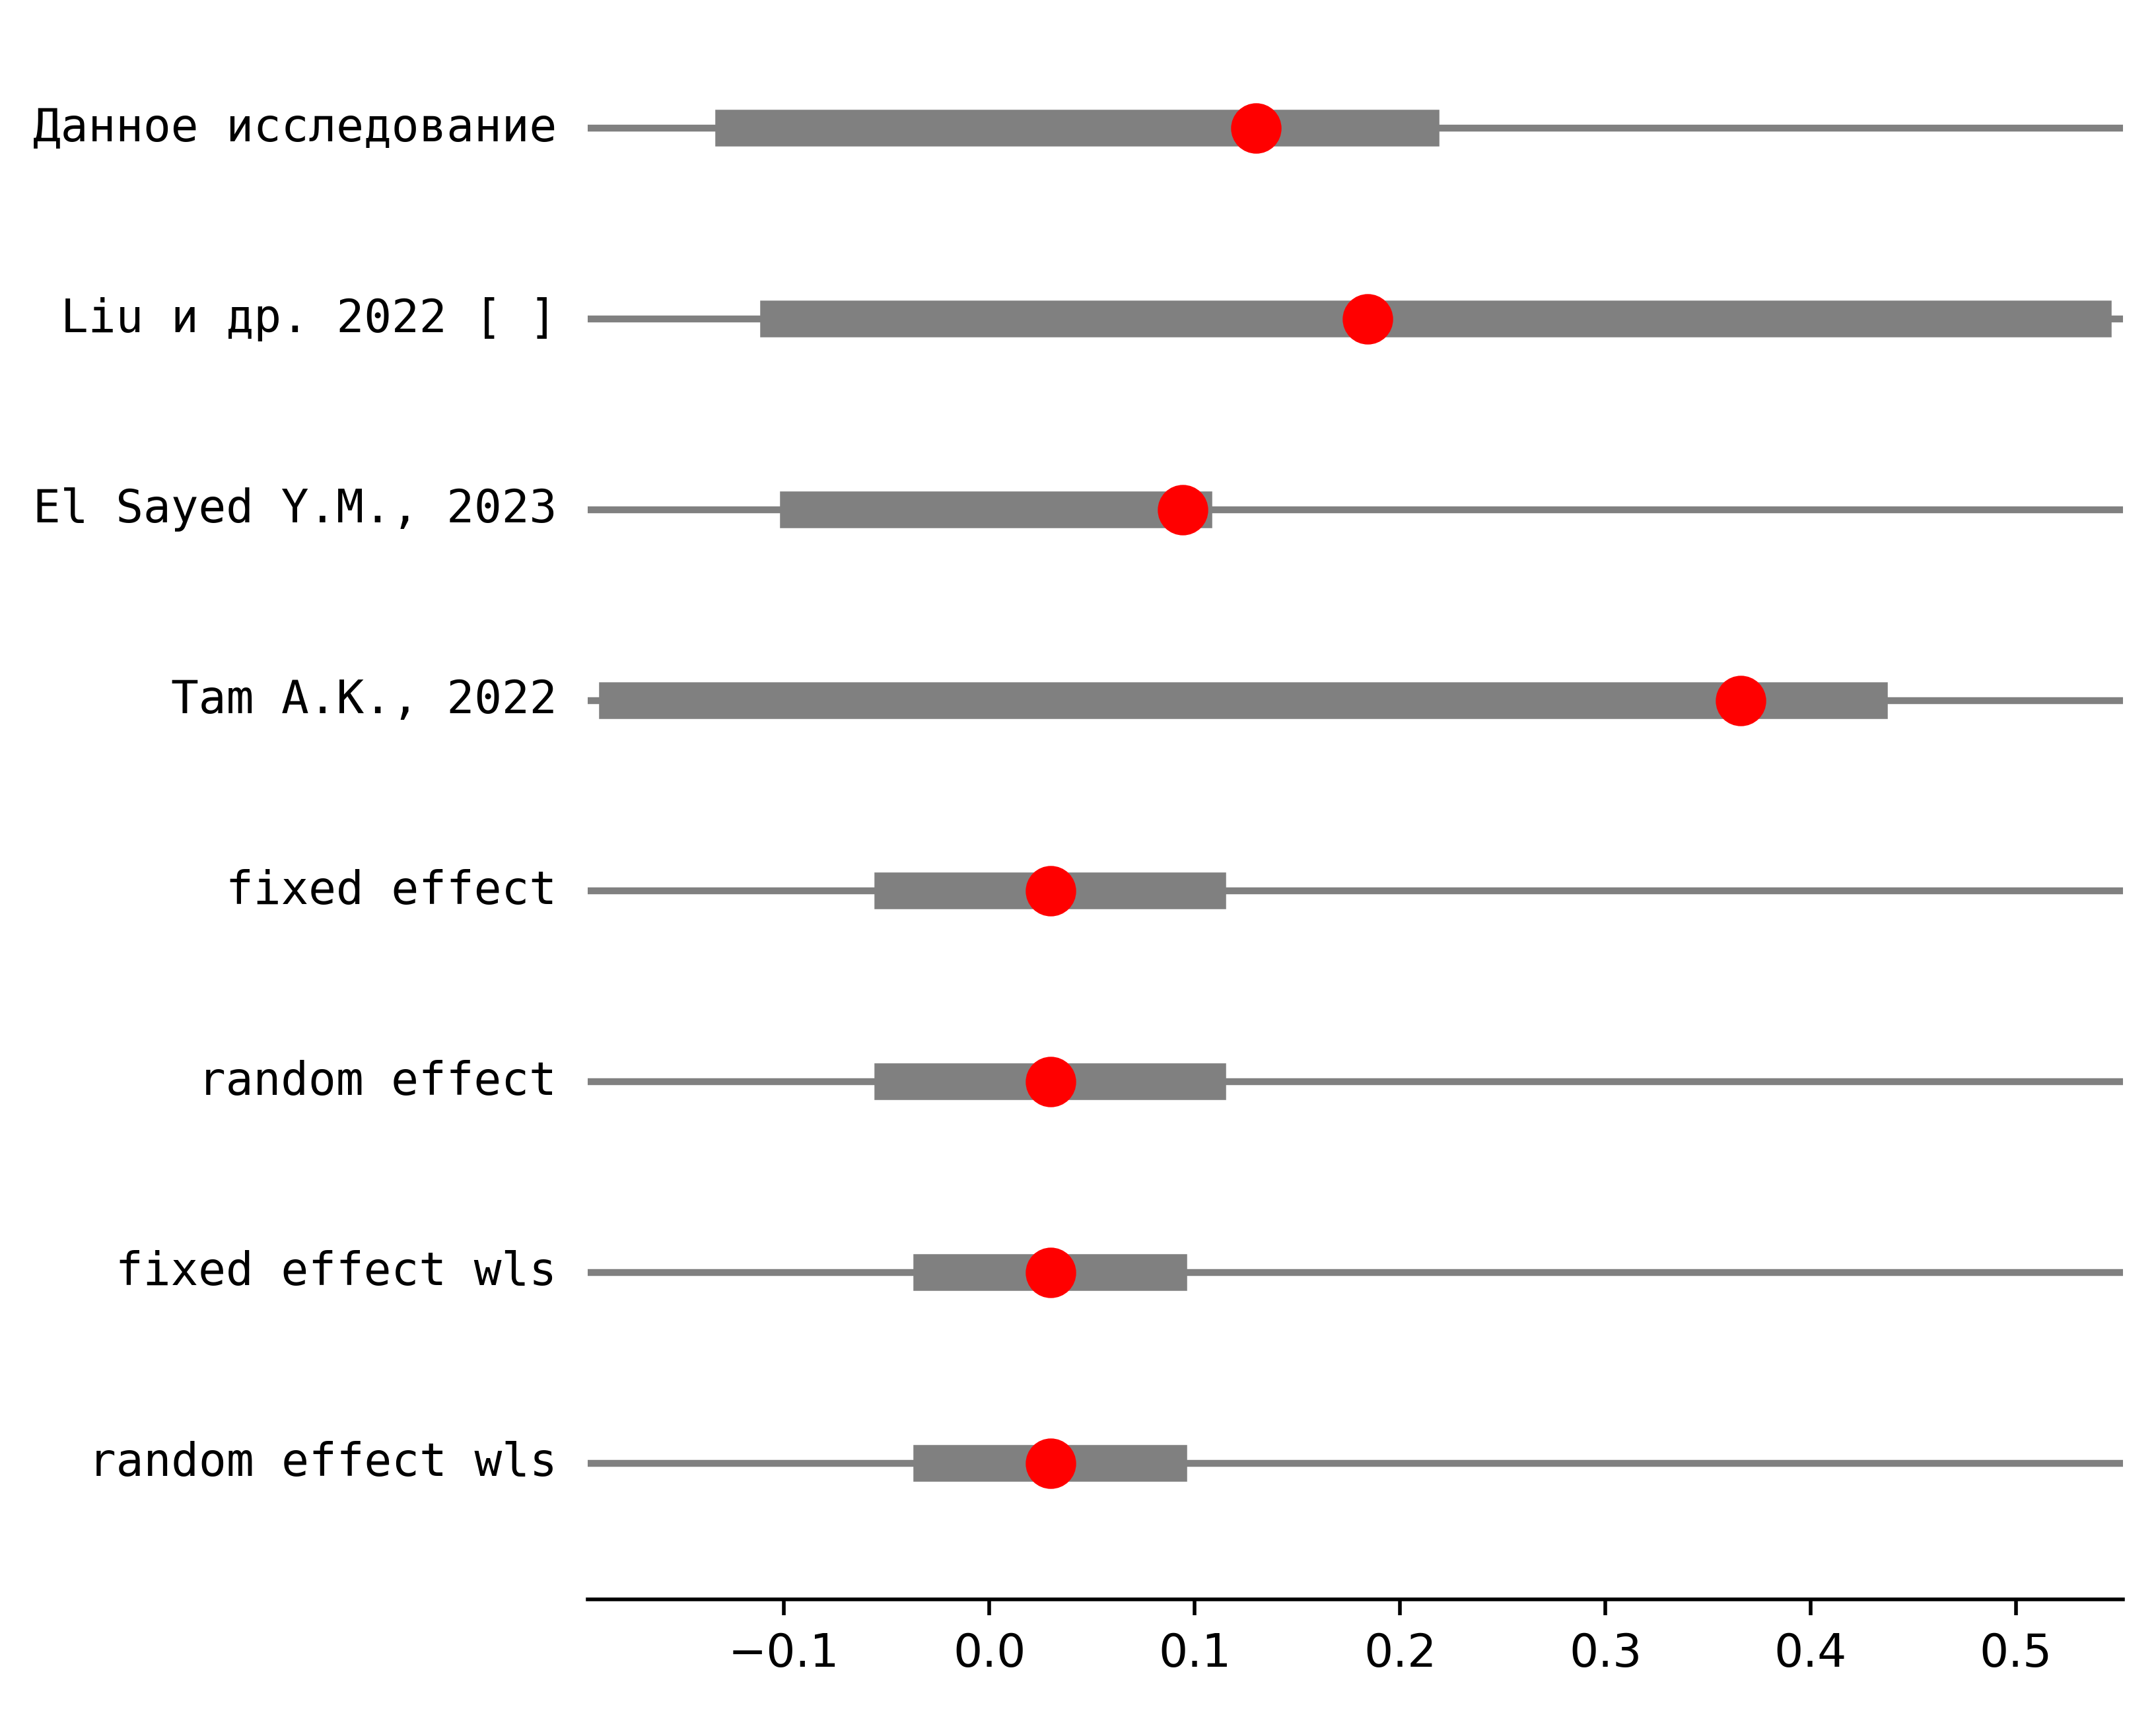 Данное исследование
Liu и др. 2022 [ ]
El Sayed Y.M., 2023
Tam A.K., 2022
fixed effect
random effect
fixed effect wls
random effect wls
−0.1 0.0 0.1 0.2 0.3 0.4 0.5